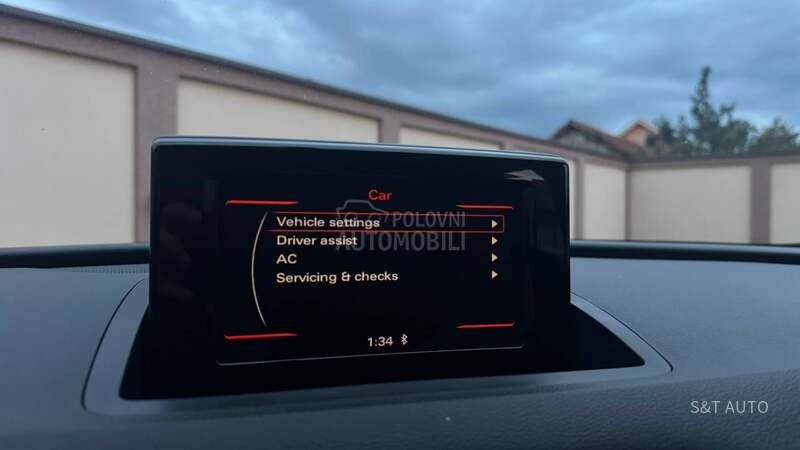 Car
Vehicle settings
POLOVNI
AUTOMOBILI
Driver assist
AC
Servicing & checks
1:34
S&T AUTO